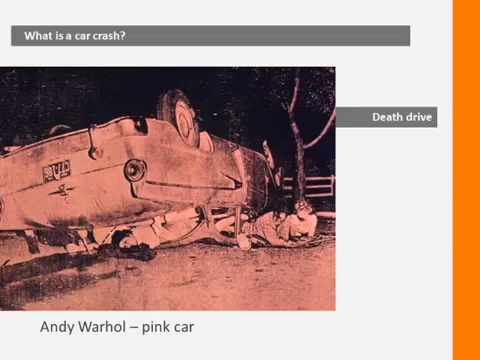 What is a car crash?
Death drive
Andy Warhol – pink car